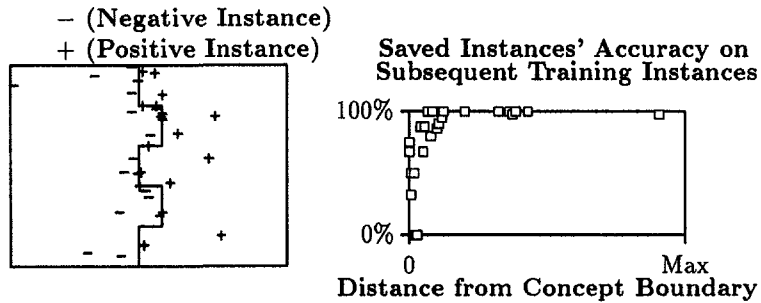 − (Negative Instance)
+ (Positive Instance)
Saved Instances' Accuracy on
Subsequent Training Instances
100%
0%
0 Max
Distance from Concept Boundary